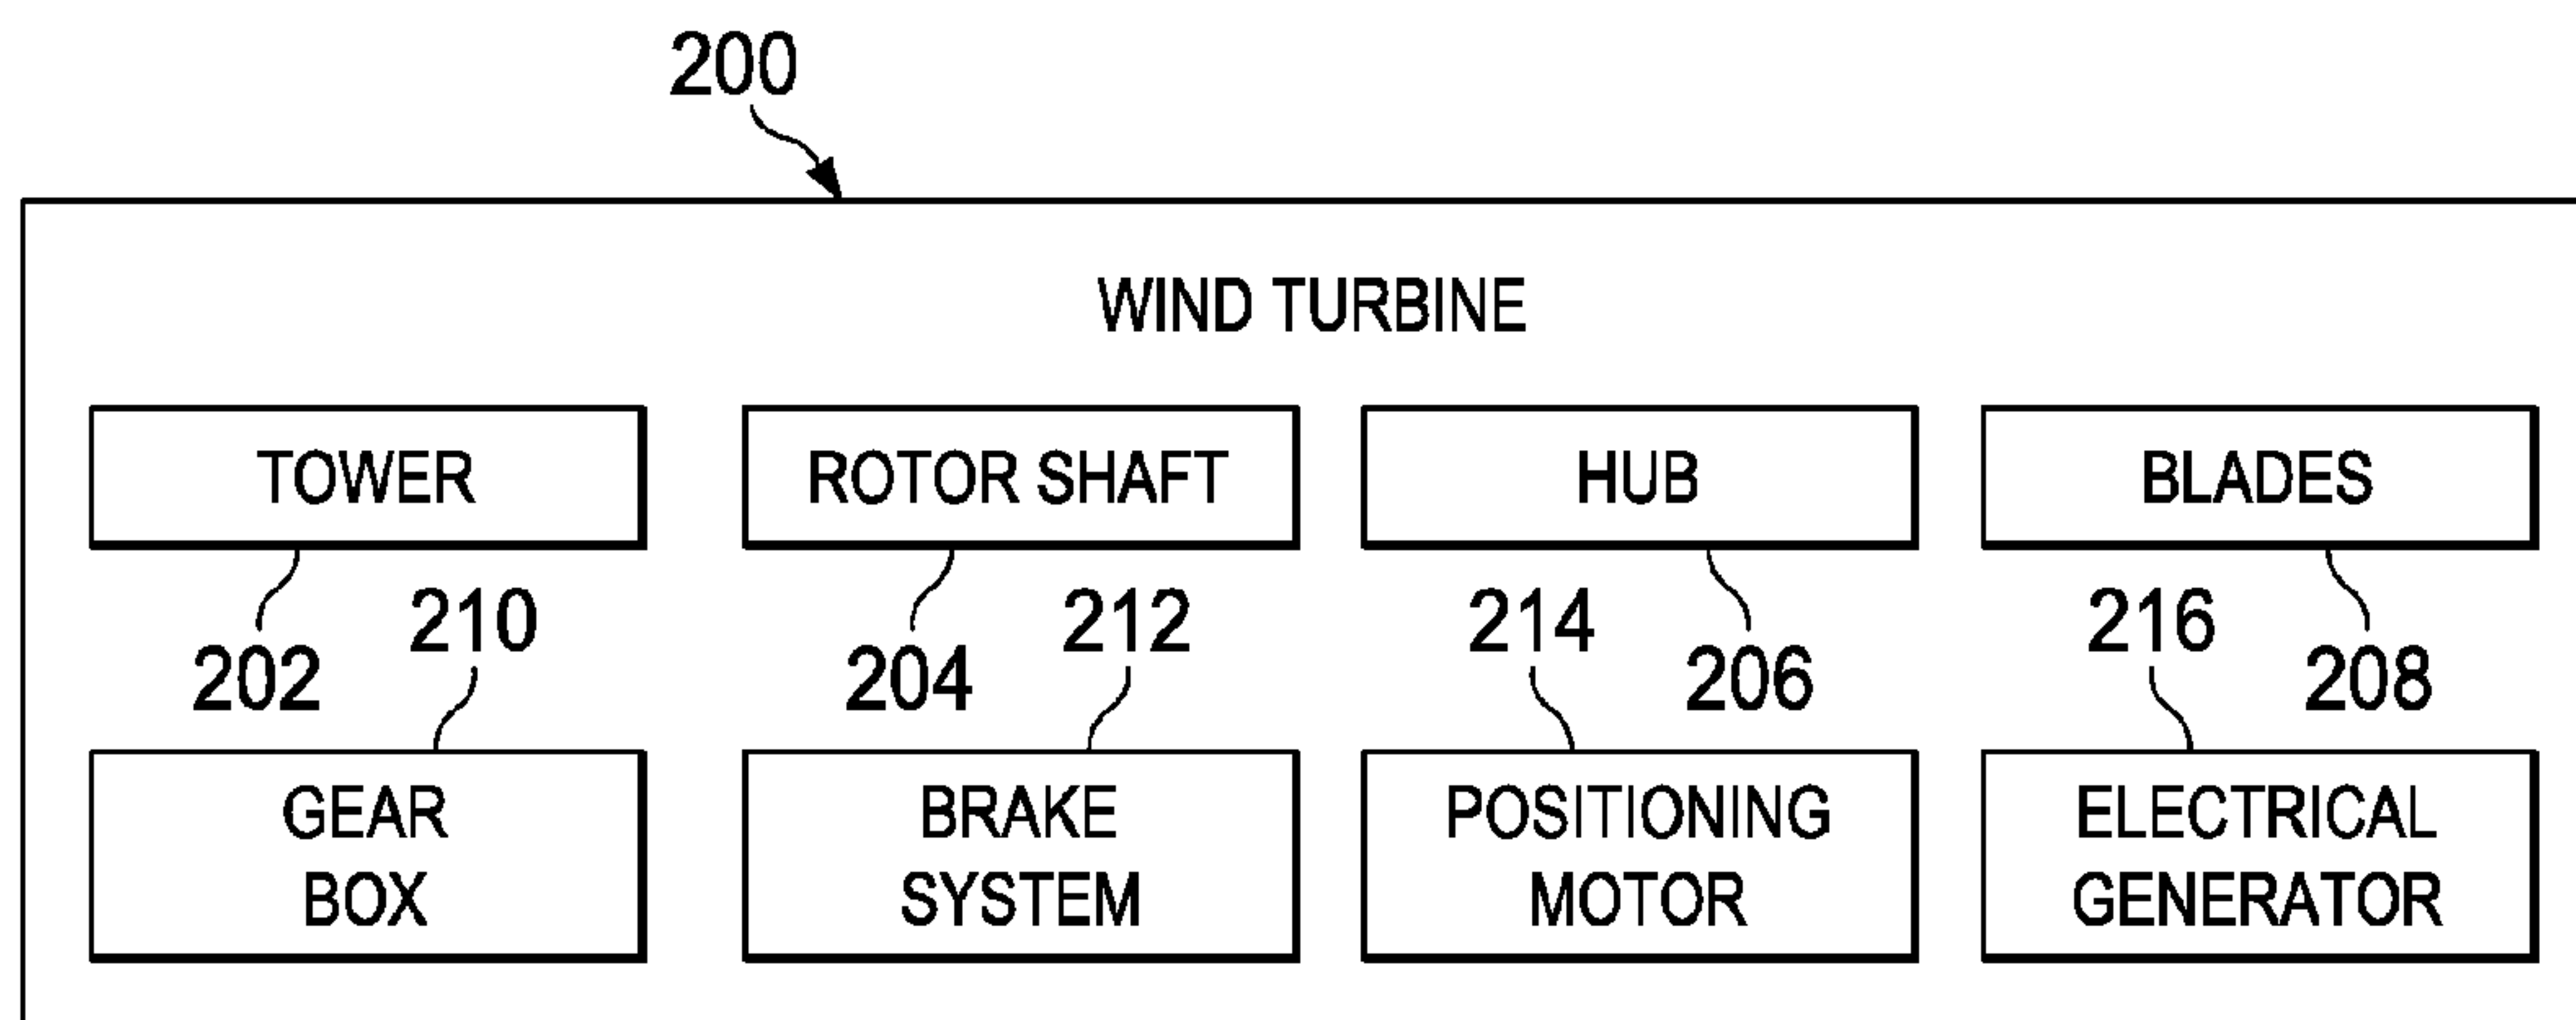 200
WIND TURBINE
TOWER
ROTOR SHAFT
HUB
BLADES
202
210
204
212
214
206
216
208
GEAR
BOX
BRAKE
SYSTEM
POSITIONING
MOTOR
ELECTRICAL
GENERATOR